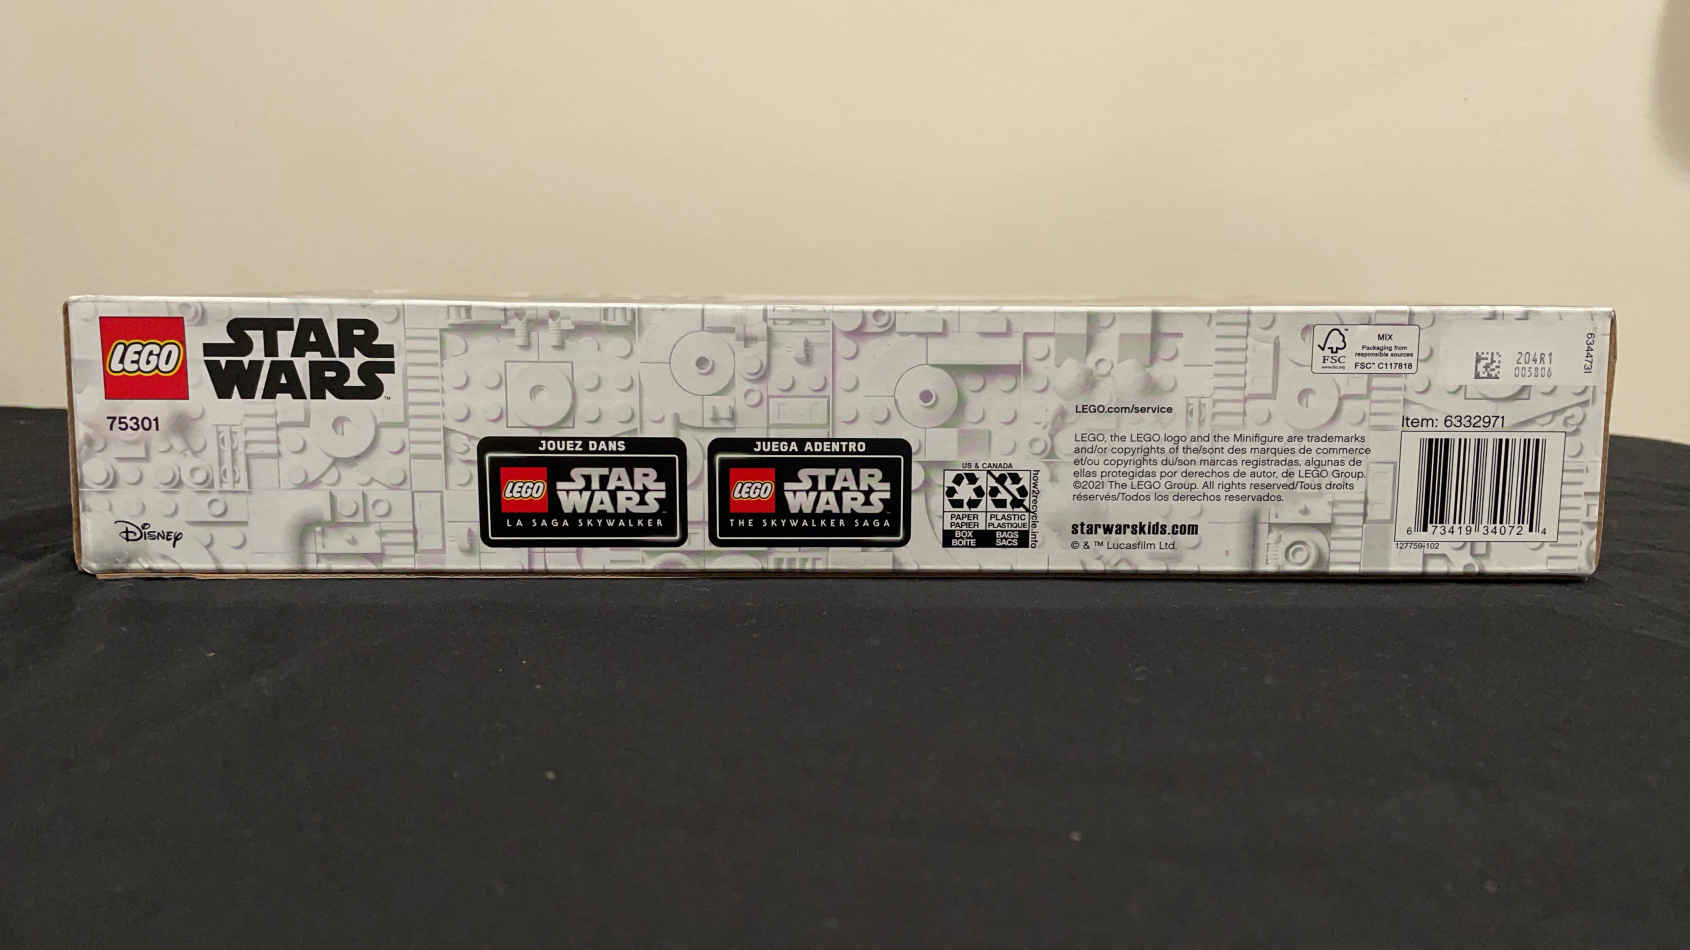 LEGO
STAR
WARS™
75301
Disney
JOUEZ DANS
LEGO STAR
WARS
LA SAGA SKYWALKER
JUEGA ADENTRO
LEGO STAR
WARS
THE SKYWALKER SAGA
US & CANADA
PAPER PLASTIC
PAPIER PLASTIQUE
BOX BAGS
BOÎTE SACS
how2recycle.info
LEGO.com/service
LEGO, the LEGO logo and the Minifigure are trademarks
and/or copyrights of the/sont des marques de commerce
et/ou copyrights du/son marcas registradas, algunas de
ellas protegidas por derechos de autor, de LEGO Group.
©2021 The LEGO Group. All rights reserved/Tous droits
réservés/Todos los derechos reservados.
starwarskids.com
© & ™ Lucasfilm Ltd.
FSC
www.fsc.org
MIX
Packaging from
responsible sources
FSC™ C117818
204R1
005806
6344731
Item: 6332971
6 73419 34072 4
127759-102